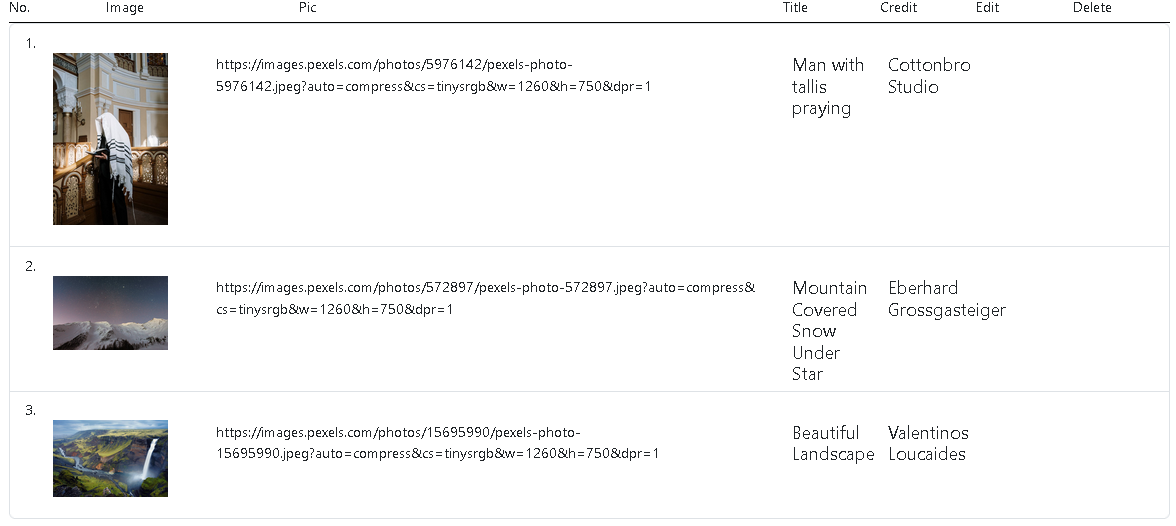 No. Image Pic Title Credit Edit Delete
1.
https://images.pexels.com/photos/5976142/pexels-photo-
5976142.jpeg?auto=compress&cs=tinysrgb&w=1260&h=750&dpr=1
Man with
tallis
praying
Cottonbro
Studio
2.
https://images.pexels.com/photos/572897/pexels-photo-572897.jpeg?auto=compress&
cs=tinysrgb&w=1260&h=750&dpr=1
Mountain
Covered
Snow
Under
Star
Eberhard
Grossgasteiger
3.
https://images.pexels.com/photos/15695990/pexels-photo-
15695990.jpeg?auto=compress&cs=tinysrgb&w=1260&h=750&dpr=1
Beautiful
Landscape
Valentinos
Loucaides